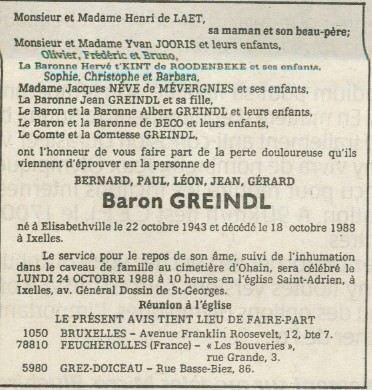 Monsieur et Madame Henri de LAET,
sa maman et son beau-père;
Monsieur et Madame Yvan JOORIS et leurs enfants,
Olivier, Frédéric et Bruno,
La Baronne Hervé t'KINT de ROODENBEKE et ses enfants,
Sophie, Christophe et Barbara,
Madame Jacques NÈVE de MÉVERGNIES et ses enfants,
La Baronne Jean GREINDL et sa fille,
Le Baron et la Baronne Albert GREINDL et leurs enfants,
Le Baron et la Baronne de BECO et leurs enfants,
Le Comte et la Comtesse GREINDL,
ont l'honneur de vous faire part de la perte douloureuse qu'ils
viennent d'éprouver en la personne de
BERNARD, PAUL, LÉON, JEAN, GÉRARD
Baron GREINDL
né à Elisabethville le 22 octobre 1943 et décédé le 18 octobre 1988
à Ixelles.
Le service pour le repos de son âme, suivi de l'inhumation
dans le caveau de famille au cimetière d'Ohain, sera célébré le
LUNDI 24 OCTOBRE 1988 à 10 heures en l'église Saint-Adrien, à
Ixelles, av. Général Dossin de St-Georges.
Réunion à l'église
LE PRÉSENT AVIS TIENT LIEU DE FAIRE-PART
1050 BRUXELLES – Avenue Franklin Roosevelt, 12, bte 7.
78810 FEUCHEROLLES (France) – « Les Bouveries »,
rue Grande, 3.
5980 GREZ-DOICEAU – Rue Basse-Biez, 86.